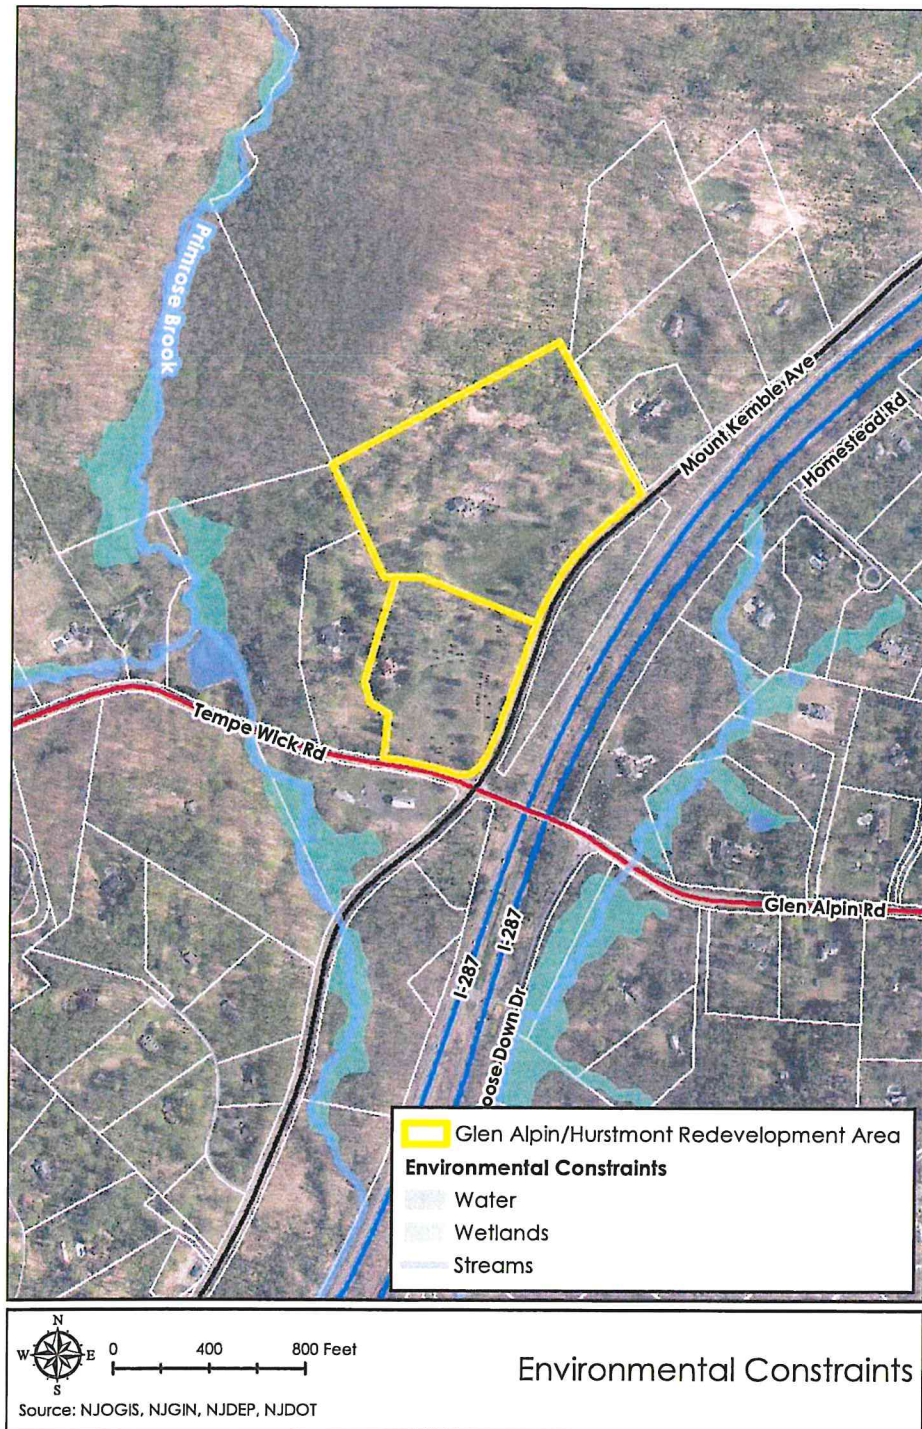 Primrose Brook
Mount Kemble Ave
Homestead Rd
Tempe Wick Rd
Glen Alpin Rd
I-287
I-287
oose Down Dr
Glen Alpin/Hurstmont Redevelopment Area
Environmental Constraints
Water
Wetlands
Streams
N
W E
S
0 400 800 Feet
Environmental Constraints
Source: NJOGIS, NJGIN, NJDEP, NJDOT